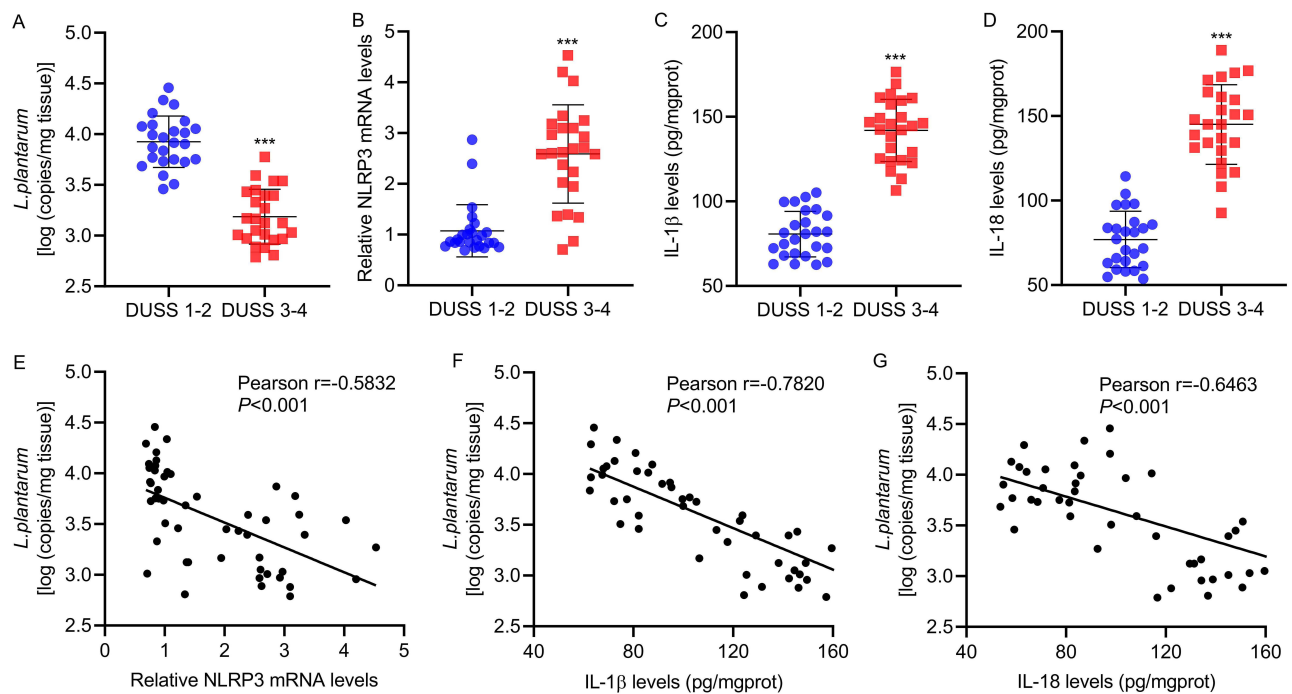 A
L.plantarum
[log (copies/mg tissue)]
5.0
4.5
4.0
3.5
3.0
2.5
***
DUSS 1-2 DUSS 3-4
B
Relative NLRP3 mRNA levels
5
4
3
2
1
0
***
DUSS 1-2 DUSS 3-4
C
IL-1β levels (pg/mgprot)
200
150
100
50
***
DUSS 1-2 DUSS 3-4
D
IL-18 levels (pg/mgprot)
200
150
100
50
***
DUSS 1-2 DUSS 3-4
E
L.plantarum
[log (copies/mg tissue)]
5.0
4.5
4.0
3.5
3.0
2.5
Pearson r=-0.5832
P<0.001
0 1 2 3 4 5
Relative NLRP3 mRNA levels
F
L.plantarum
[log (copies/mg tissue)]
5.0
4.5
4.0
3.5
3.0
2.5
Pearson r=-0.7820
P<0.001
40 80 120 160
IL-1β levels (pg/mgprot)
G
L.plantarum
[log (copies/mg tissue)]
5.0
4.5
4.0
3.5
3.0
2.5
Pearson r=-0.6463
P<0.001
40 80 120 160
IL-18 levels (pg/mgprot)